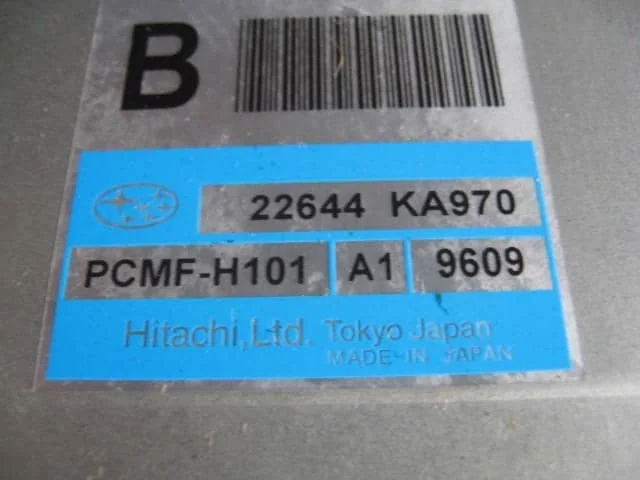 B
22644 KA970
PCMF-H101 A1 9609
Hitachi,Ltd. Tokyo Japan
MADE-IN JAPAN